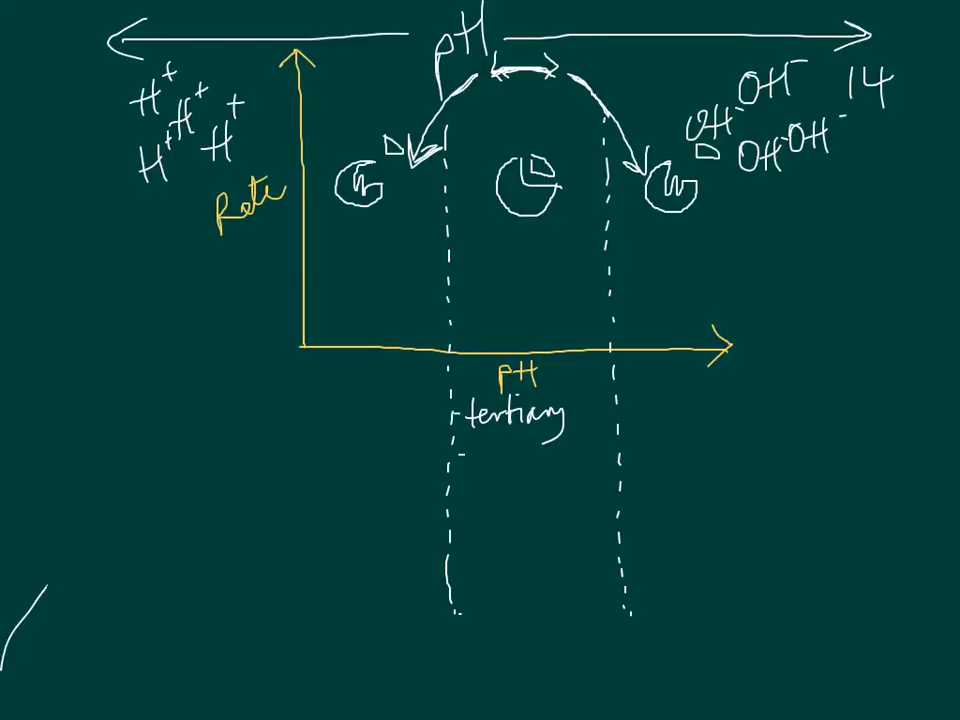 pH
H⁺ H⁺ H⁺ H⁺
OH⁻ OH⁻ OH⁻ OH⁻ 14
Rate
pH
- tertiary
-